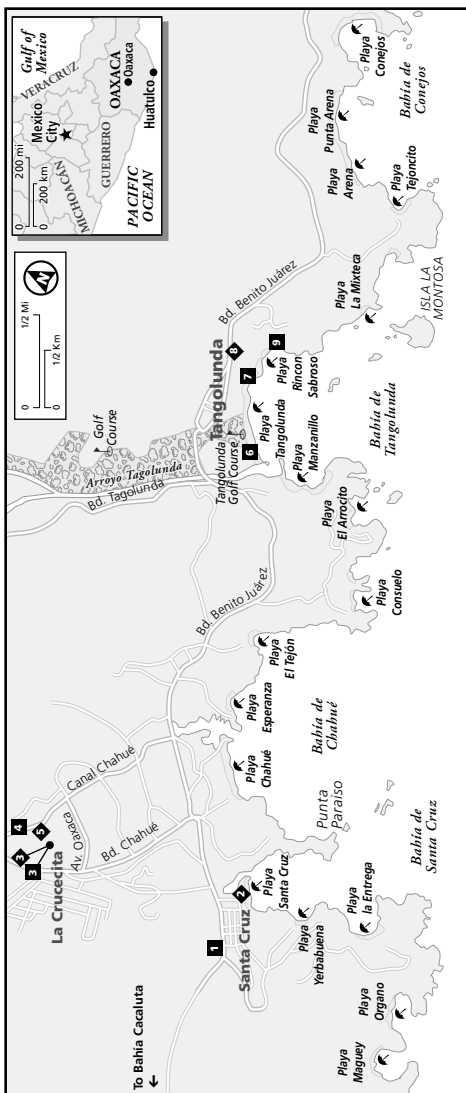 Gulf of
Mexico
VERACRUZ
Mexico
City
OAXACA
Oaxaca
Huatulco
GUERRERO
MICHOACÁN
PACIFIC
OCEAN
0
200 mi
0
200 km
0
1/2 Mi
0
1/2 Km
N
To Bahía Cacaluta
La Crucecita
3
3
4
5
Av. Oaxaca
Canal Chahué
Bd. Chahué
Santa Cruz
1
2
Bd. Benito Juárez
Bd. Tagolunda
Arroyo Tagolunda
Golf
Course
Tangolunda
Golf Course
Tangolunda
6
7
8
9
Bd. Benito Juárez
Playa
Maguey
Playa
Organo
Playa
la Entrega
Playa
Yerbabuena
Playa
Santa Cruz
Bahía de
Santa Cruz
Punta
Paraiso
Playa
Chahué
Bahía de
Chahué
Playa
Esperanza
Playa
El Tejón
Playa
Consuelo
Playa
El Arrocito
Playa
Manzanillo
Playa
Tangolunda
Playa
Rincon
Sabroso
Bahía de
Tangolunda
Playa
La Mixteca
ISLA LA
MONTOSA
Playa
Tejoncito
Playa
Arena
Playa
Punta Arena
Playa
Conejos
Bahía de
Conejos